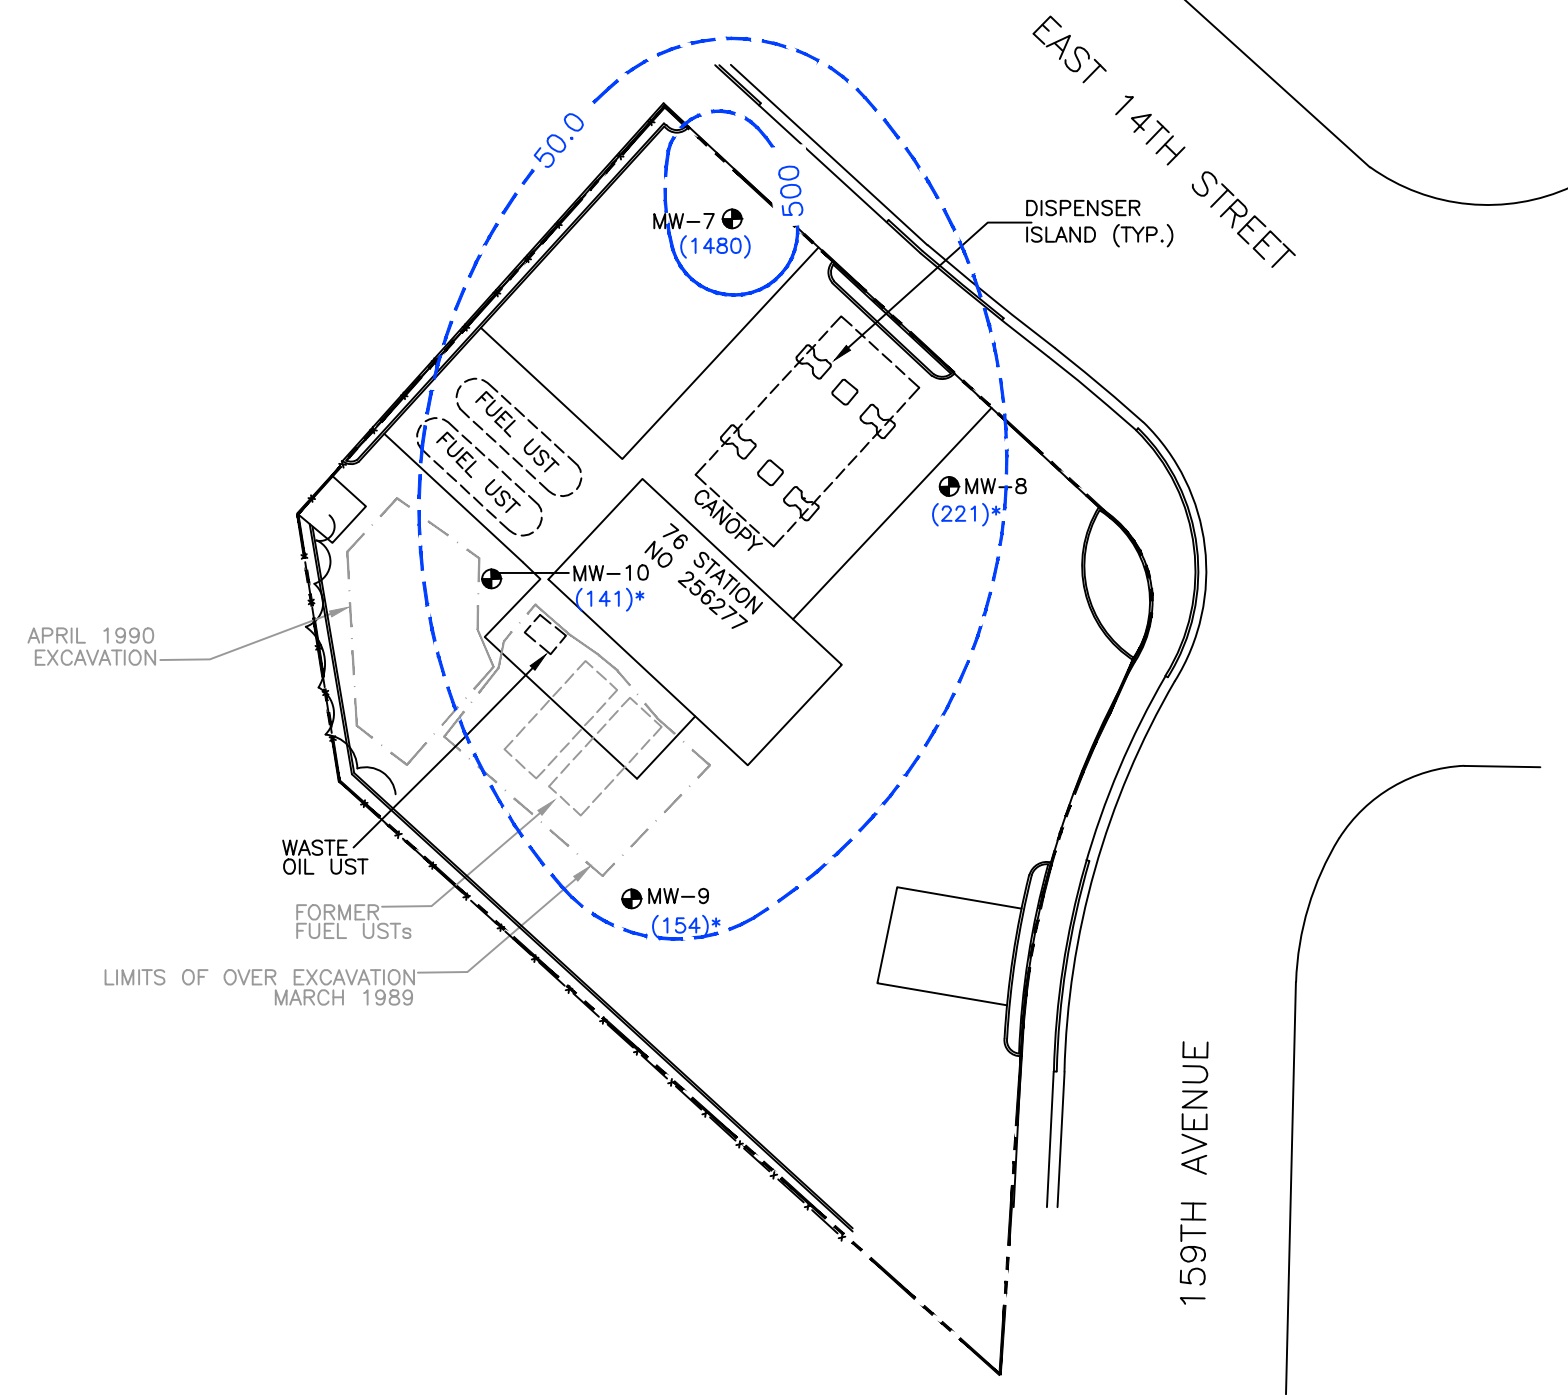 EAST 14TH STREET
50.0
500
DISPENSER
ISLAND (TYP.)
MW-7
(1480)
FUEL UST
FUEL UST
CANOPY
MW-8
(221)*
76 STATION
NO 256277
MW-10
(141)*
APRIL 1990
EXCAVATION
WASTE
OIL UST
MW-9
(154)*
FORMER
FUEL USTs
LIMITS OF OVER EXCAVATION
MARCH 1989
159TH AVENUE